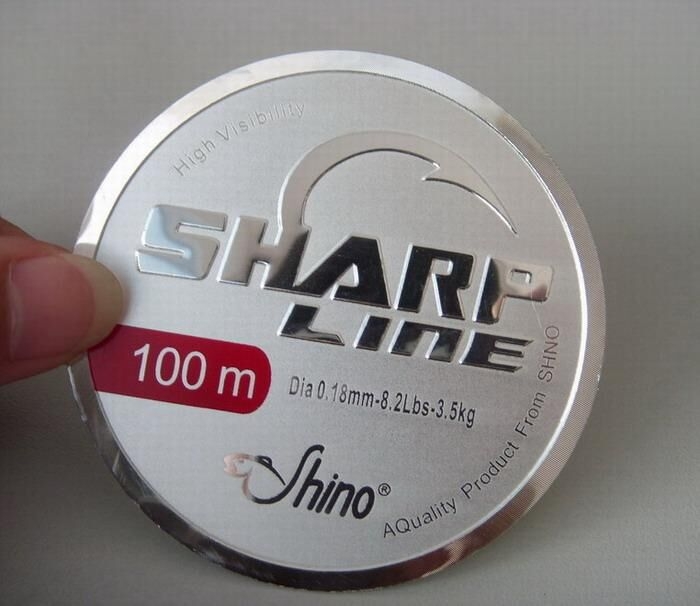 High Visibility
SHARP
LINE
100 m
Dia 0.18mm-8.2Lbs-3.5kg
Shino®
AQuality Product From SHNO